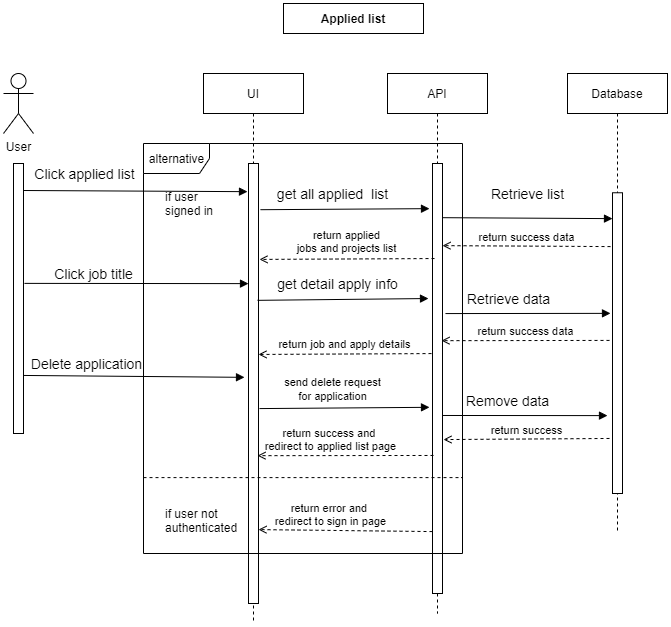 Applied list
UI
API
Database
User
alternative
Click applied list
if user
signed in
get all applied list
Retrieve list
return applied
jobs and projects list
return success data
Click job title
get detail apply info
Retrieve data
return success data
return job and apply details
Delete application
send delete request
for application
Remove data
return success and
redirect to applied list page
return success
if user not
authenticated
return error and
redirect to sign in page